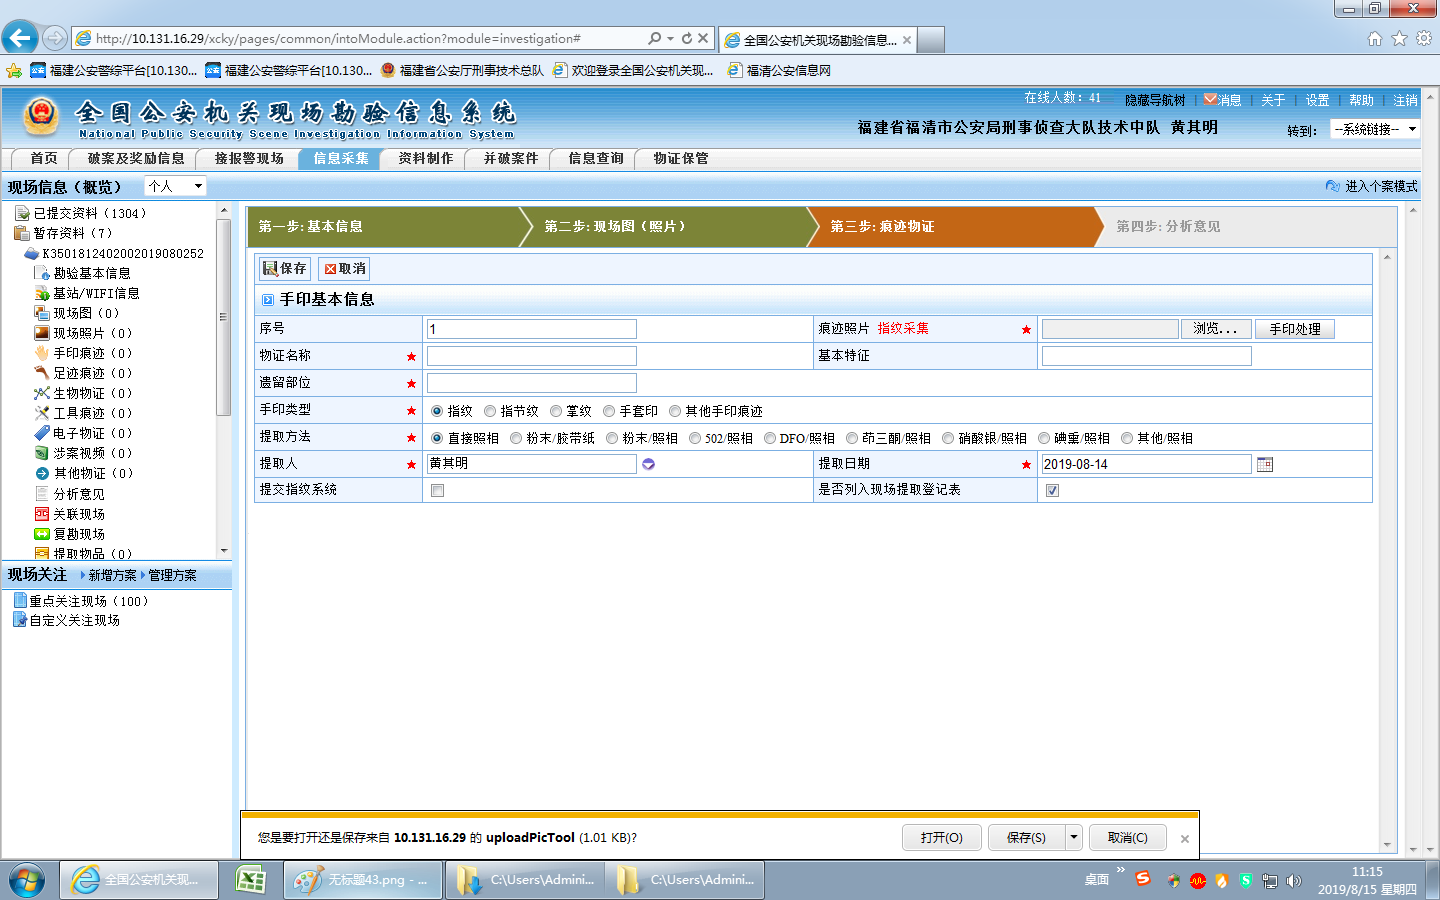 http://10.131.16.29/xcky/pages/common/intoModule.action?module=investigation#
全国公安机关现场勘验信息...
福建公安警综平台[10.130... 福建公安警综平台[10.130... 福建省公安厅刑事技术总队 欢迎登录全国公安机关现... 福清公安信息网
全国公安机关现场勘验信息系统
National Public Security Scene Investigation Information System
在线人数: 41 隐藏导航树 消息 关于 设置 帮助 注销
福建省福清市公安局刑事侦查大队技术中队 黄其明 转到: --系统链接--
首页 破案及奖励信息 接报警现场 信息采集 资料制作 并破案件 信息查询 物证保管
现场信息（概览） 个人 进入个案模式
已提交资料（1304）
暂存资料（7）
K3501812402002019080252
勘验基本信息
基站/WIFI信息
现场图（0）
现场照片（0）
手印痕迹（0）
足迹痕迹（0）
生物物证（0）
工具痕迹（0）
电子物证（0）
涉案视频（0）
其他物证（0）
分析意见
关联现场
复勘现场
提取物品（0）
现场关注 新增方案 管理方案
重点关注现场（100）
自定义关注现场
第一步: 基本信息 第二步: 现场图（照片） 第三步: 痕迹物证 第四步: 分析意见
保存 取消
手印基本信息
序号 1 痕迹照片 指纹采集 ★ 浏览... 手印处理
物证名称 ★ 基本特征
遗留部位 ★
手印类型 ★ 指纹 指节纹 掌纹 手套印 其他手印痕迹
提取方法 ★ 直接照相 粉末/胶带纸 粉末/照相 502/照相 DFO/照相 茚三酮/照相 硝酸银/照相 碘熏/照相 其他/照相
提取人 ★ 黄其明 提取日期 ★ 2019-08-14
提交指纹系统 是否列入现场提取登记表
您是要打开还是保存来自 10.131.16.29 的 uploadPicTool (1.01 KB)?
打开(O) 保存(S) 取消(C)
全国公安机关现... 无标题43.png - ... C:\Users\Admini... C:\Users\Admini... 桌面
11:15
2019/8/15 星期四